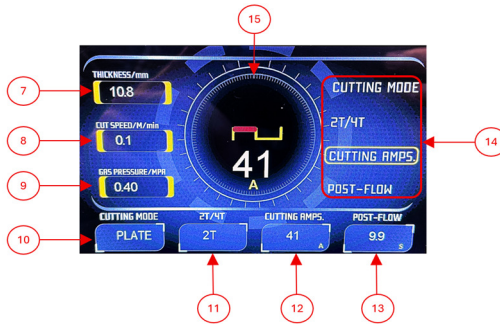 15
THICKNESS/mm
10.8
7
CUT SPEED/M/min
0.1
8
GAS PRESSURE/MPA
0.40
9
41
A
CUTTING MODE
2T/4T
CUTTING AMPS.
POST-FLOW
14
CUTTING MODE
PLATE
10
2T/4T
2T
11
CUTTING AMPS.
41
A
12
POST-FLOW
9.9
S
13